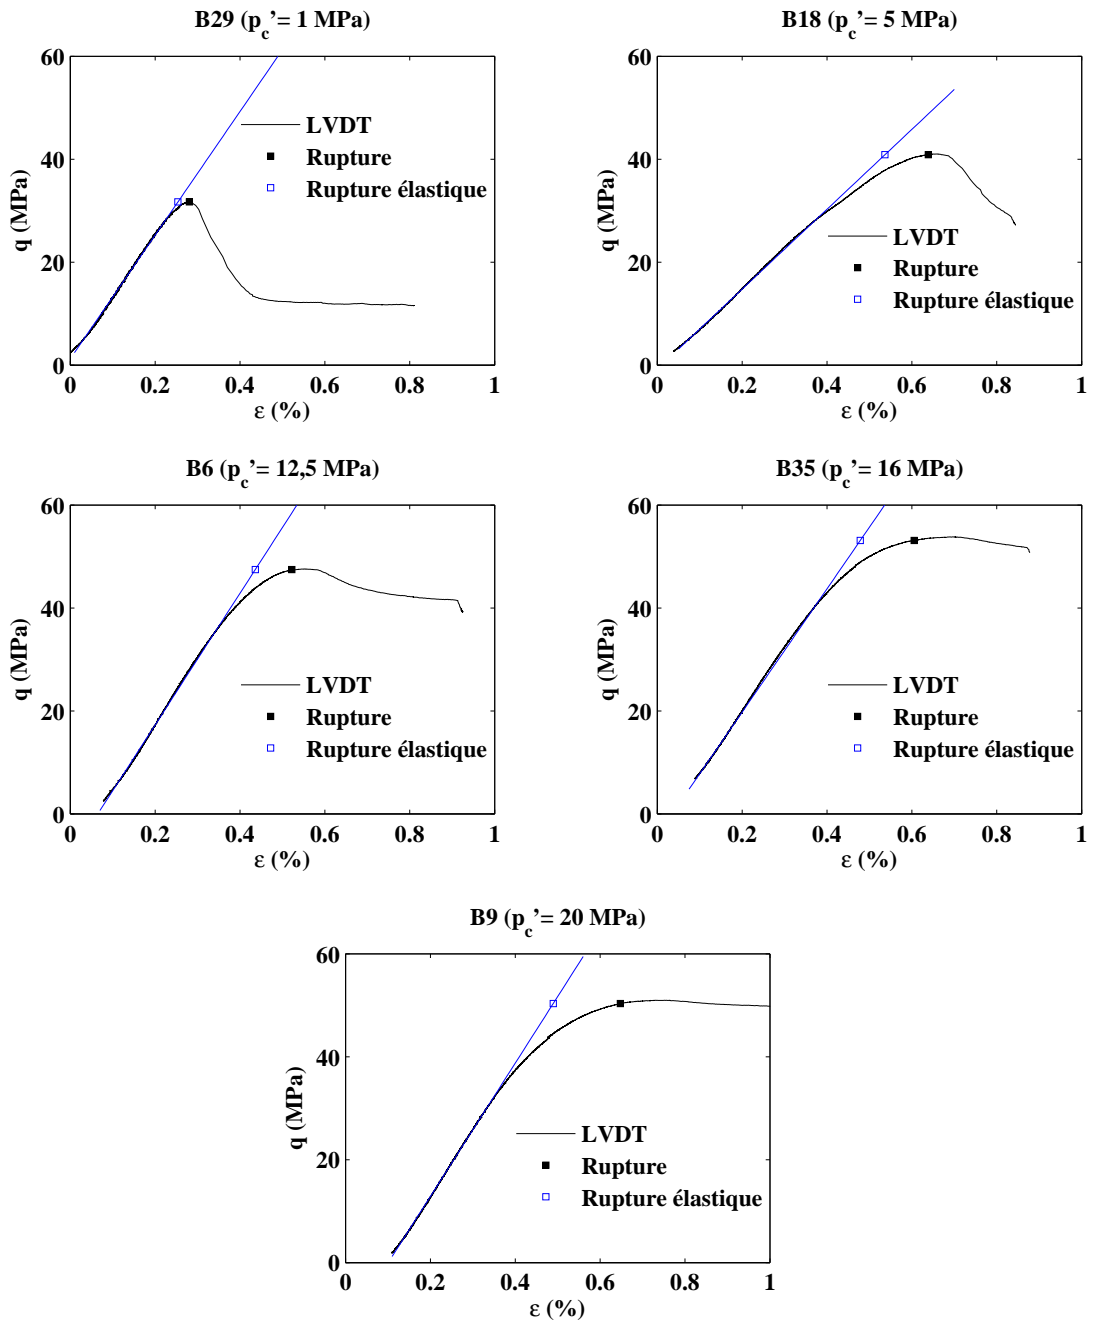 B29 (p_c'= 1 MPa)
60
40
20
0
q (MPa)
LVDT
Rupture
Rupture élastique
0 0.2 0.4 0.6 0.8 1
ε (%)
B18 (p_c'= 5 MPa)
60
40
20
0
q (MPa)
LVDT
Rupture
Rupture élastique
0 0.2 0.4 0.6 0.8 1
ε (%)
B6 (p_c'= 12,5 MPa)
60
40
20
0
q (MPa)
LVDT
Rupture
Rupture élastique
0 0.2 0.4 0.6 0.8 1
ε (%)
B35 (p_c'= 16 MPa)
60
40
20
0
q (MPa)
LVDT
Rupture
Rupture élastique
0 0.2 0.4 0.6 0.8 1
ε (%)
B9 (p_c'= 20 MPa)
60
40
20
0
q (MPa)
LVDT
Rupture
Rupture élastique
0 0.2 0.4 0.6 0.8 1
ε (%)